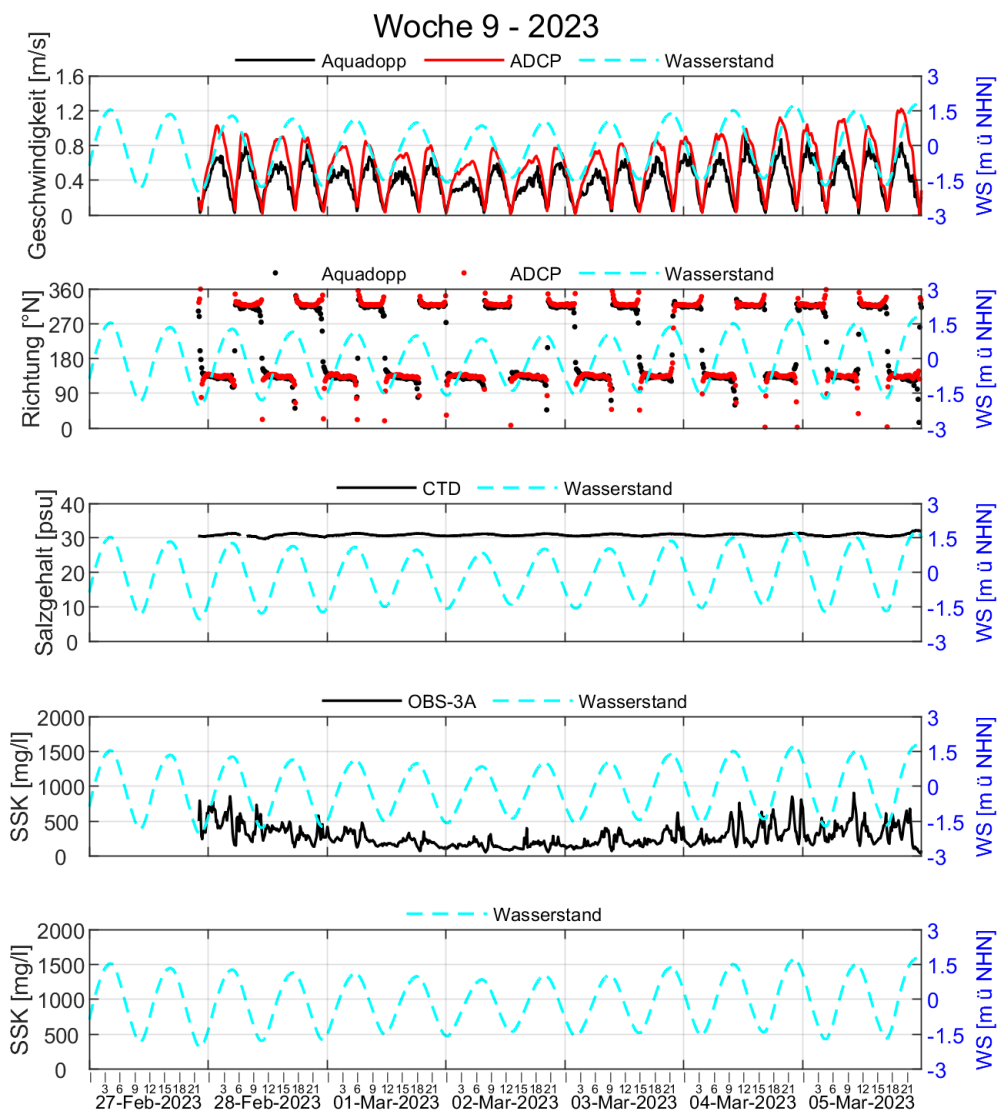 Woche 9 - 2023
Aquadopp ADCP Wasserstand
Geschwindigkeit [m/s]
1.6
1.2
0.8
0.4
0
3
1.5
0
-1.5
-3
WS [m ü NHN]
Aquadopp ADCP Wasserstand
Richtung [°N]
360
270
180
90
0
3
1.5
0
-1.5
-3
WS [m ü NHN]
CTD Wasserstand
Salzgehalt [psu]
40
30
20
10
0
3
1.5
0
-1.5
-3
WS [m ü NHN]
OBS-3A Wasserstand
SSK [mg/l]
2000
1500
1000
500
0
3
1.5
0
-1.5
-3
WS [m ü NHN]
Wasserstand
SSK [mg/l]
2000
1500
1000
500
0
3
1.5
0
-1.5
-3
WS [m ü NHN]
| 3 6 9 12 15 18 21 | 3 6 9 12 15 18 21 | 3 6 9 12 15 18 21 | 3 6 9 12 15 18 21 | 3 6 9 12 15 18 21 | 3 6 9 12 15 18 21 | 3 6 9 12 15 18 21 |
27-Feb-2023 28-Feb-2023 01-Mar-2023 02-Mar-2023 03-Mar-2023 04-Mar-2023 05-Mar-2023